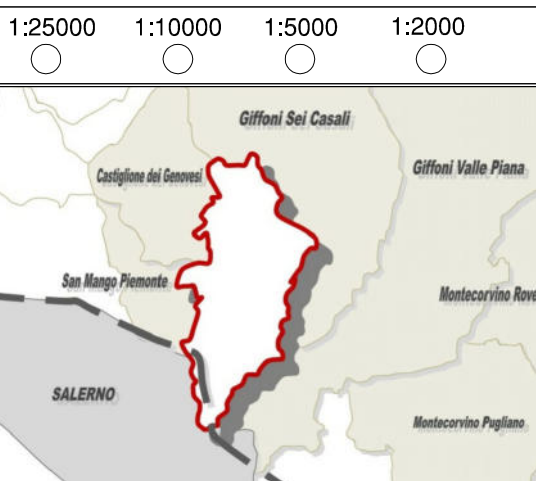 1:25000 1:10000 1:5000 1:2000
Giffoni Sei Casali
Giffoni Valle Piana
Castiglione dei Genovesi
San Mango Piemonte
Montecorvino Rove
SALERNO
Montecorvino Pugliano